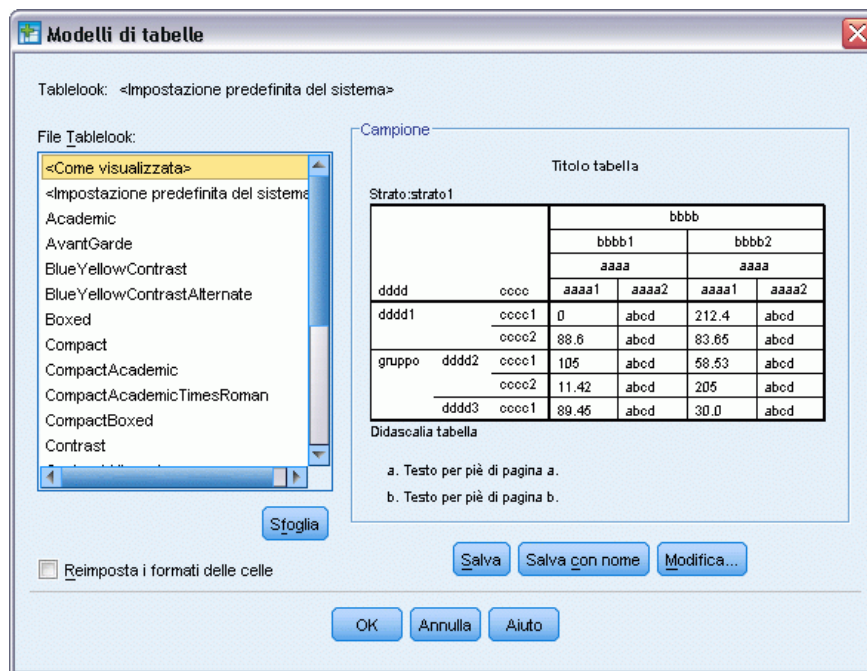 Modelli di tabelle
Tablelook: <Impostazione predefinita del sistema>
File Tablelook:
<Come visualizzata>
<Impostazione predefinita del sistema
Academic
AvantGarde
BlueYellowContrast
BlueYellowContrastAlternate
Boxed
Compact
CompactAcademic
CompactAcademicTimesRoman
CompactBoxed
Contrast
Sfoglia
Reimposta i formati delle celle
Campione
Titolo tabella
Strato:strato1
bbbb
bbbb1 bbbb2
aaaa aaaa
dddd cccc aaaa1 aaaa2 aaaa1 aaaa2
dddd1 cccc1 0 abcd 212.4 abcd
cccc2 88.6 abcd 83.65 abcd
gruppo dddd2 cccc1 105 abcd 58.53 abcd
cccc2 11.42 abcd 205 abcd
dddd3 cccc1 89.45 abcd 30.0 abcd
Didascalia tabella
a. Testo per piè di pagina a.
b. Testo per piè di pagina b.
Salva Salva con nome Modifica...
OK Annulla Aiuto